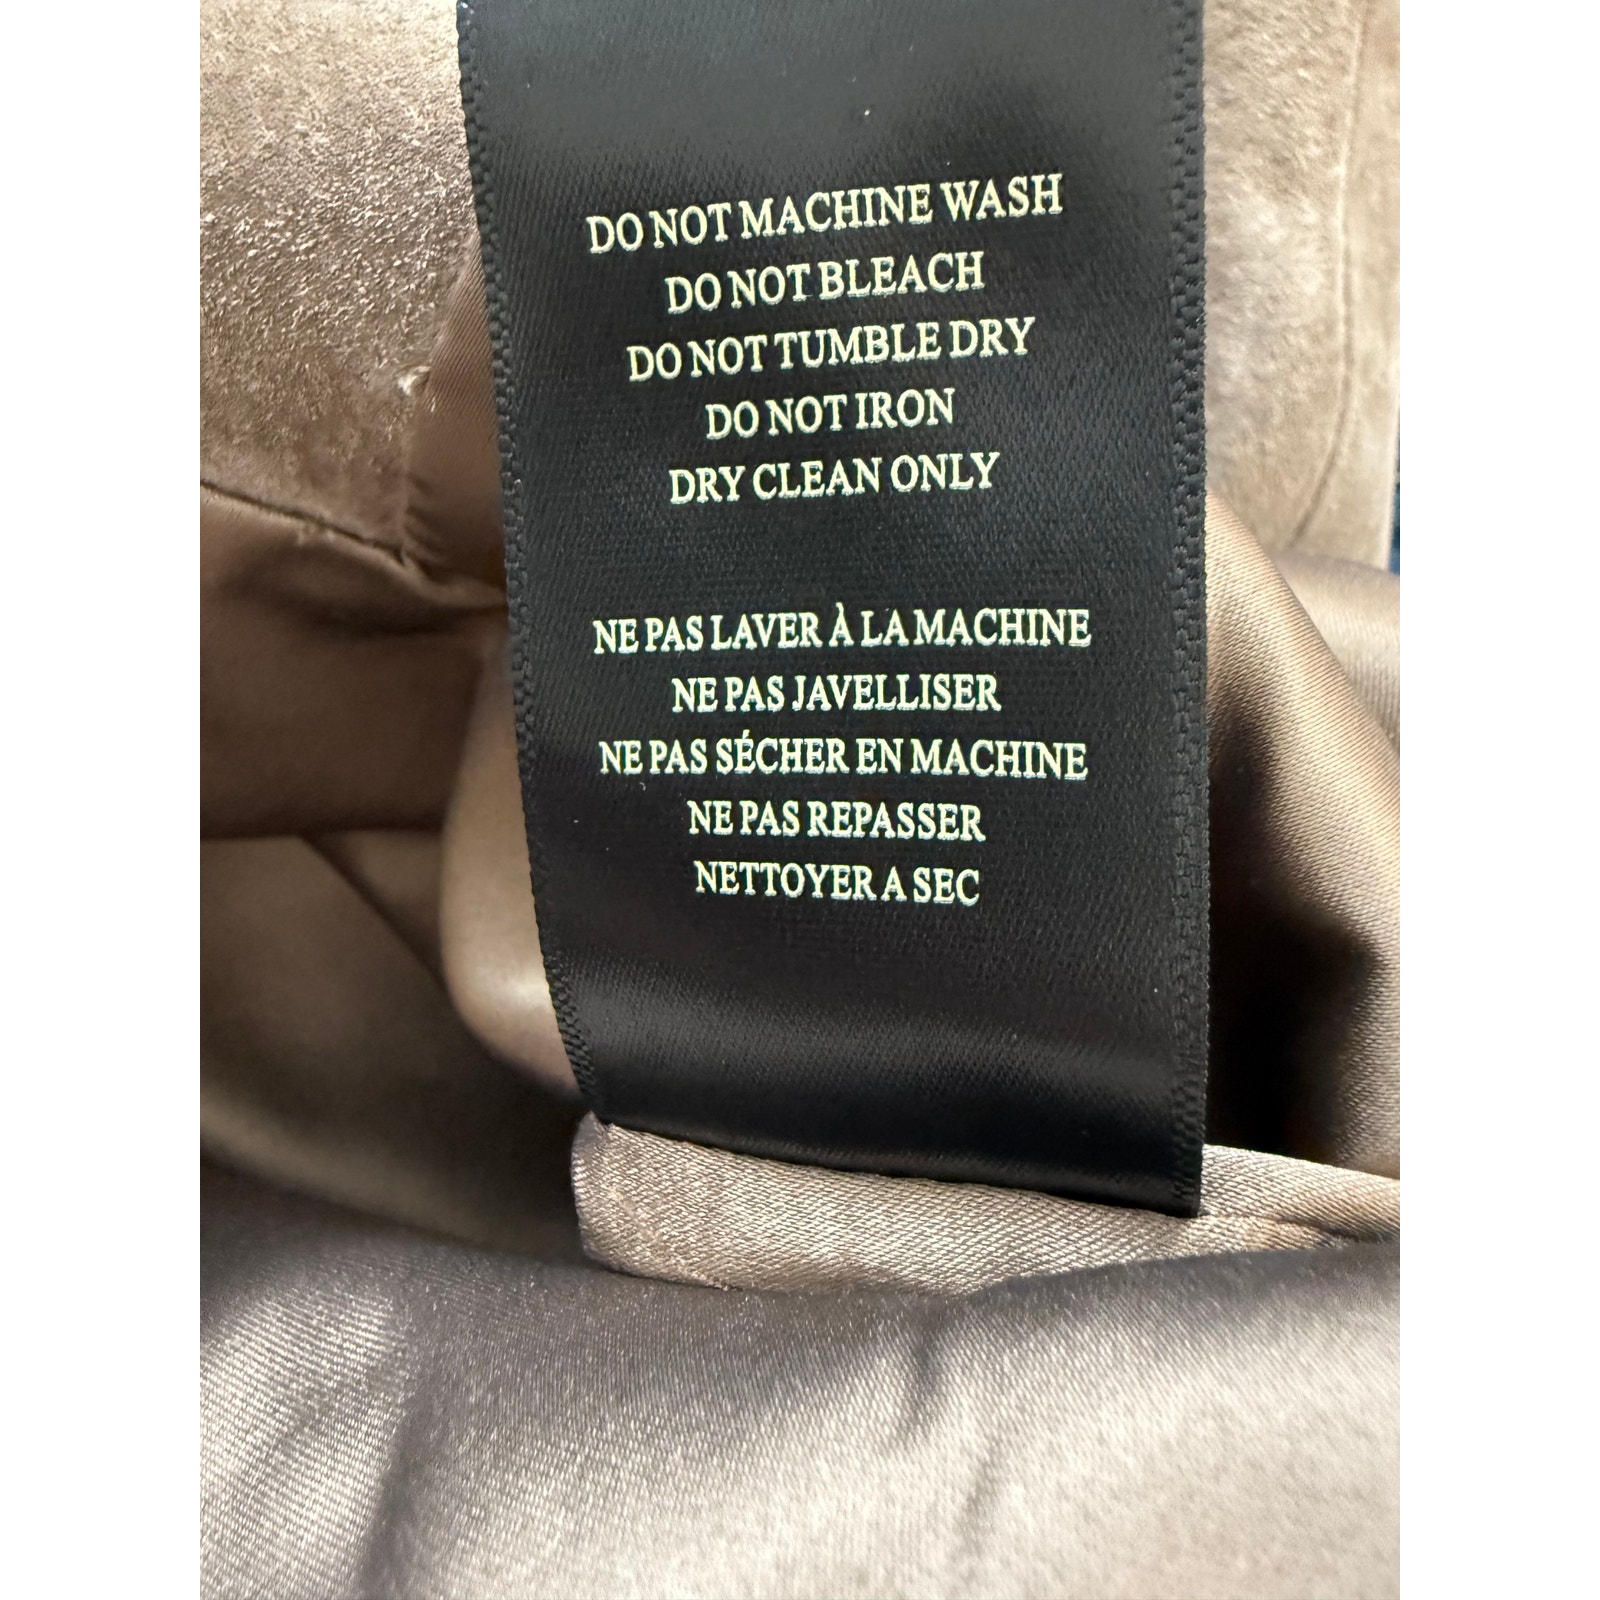 DO NOT MACHINE WASH
DO NOT BLEACH
DO NOT TUMBLE DRY
DO NOT IRON
DRY CLEAN ONLY
NE PAS LAVER À LA MACHINE
NE PAS JAVELLISER
NE PAS SÉCHER EN MACHINE
NE PAS REPASSER
NETTOYER A SEC